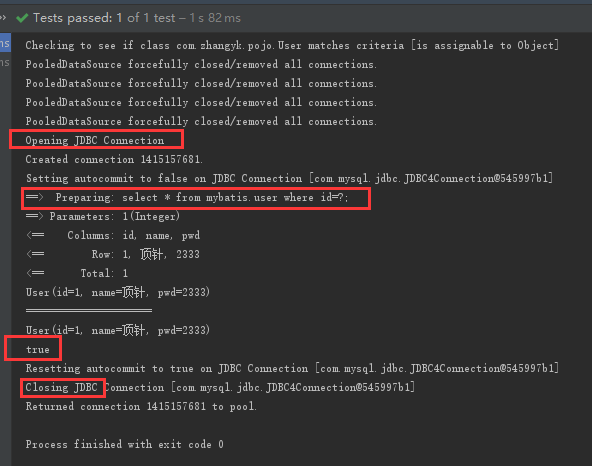 Tests passed: 1 of 1 test – 1 s 82 ms
ms
Checking to see if class com.zhangyk.pojo.User matches criteria [is assignable to Object]
ms
PooledDataSource forcefully closed/removed all connections.
PooledDataSource forcefully closed/removed all connections.
PooledDataSource forcefully closed/removed all connections.
PooledDataSource forcefully closed/removed all connections.
Opening JDBC Connection
Created connection 1415157681.
Setting autocommit to false on JDBC Connection [com.mysql.jdbc.JDBC4Connection@545997b1]
==>  Preparing: select * from mybatis.user where id=?;
==> Parameters: 1(Integer)
<==    Columns: id, name, pwd
<==        Row: 1, 顶针, 2333
<==      Total: 1
User(id=1, name=顶针, pwd=2333)
=====================
User(id=1, name=顶针, pwd=2333)
true
Resetting autocommit to true on JDBC Connection [com.mysql.jdbc.JDBC4Connection@545997b1]
Closing JDBC Connection [com.mysql.jdbc.JDBC4Connection@545997b1]
Returned connection 1415157681 to pool.
Process finished with exit code 0